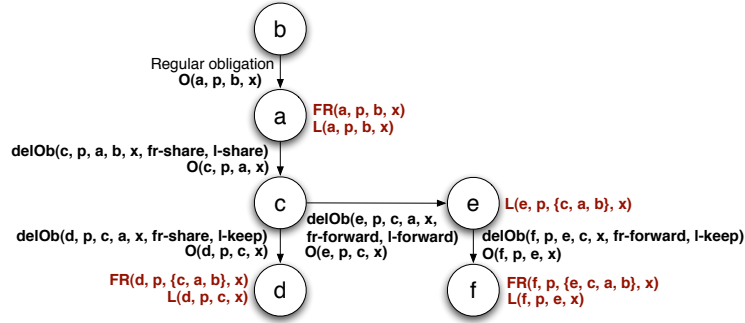 b
Regular obligation
O(a, p, b, x)
a
FR(a, p, b, x)
L(a, p, b, x)
delOb(c, p, a, b, x, fr-share, l-share)
O(c, p, a, x)
c
e
L(e, p, {c, a, b}, x)
delOb(e, p, c, a, x,
fr-forward, l-forward)
O(e, p, c, x)
delOb(d, p, c, a, x, fr-share, l-keep)
O(d, p, c, x)
delOb(f, p, e, c, x, fr-forward, l-keep)
O(f, p, e, x)
FR(d, p, {c, a, b}, x)
L(d, p, c, x)
d
f
FR(f, p, {e, c, a, b}, x)
L(f, p, e, x)